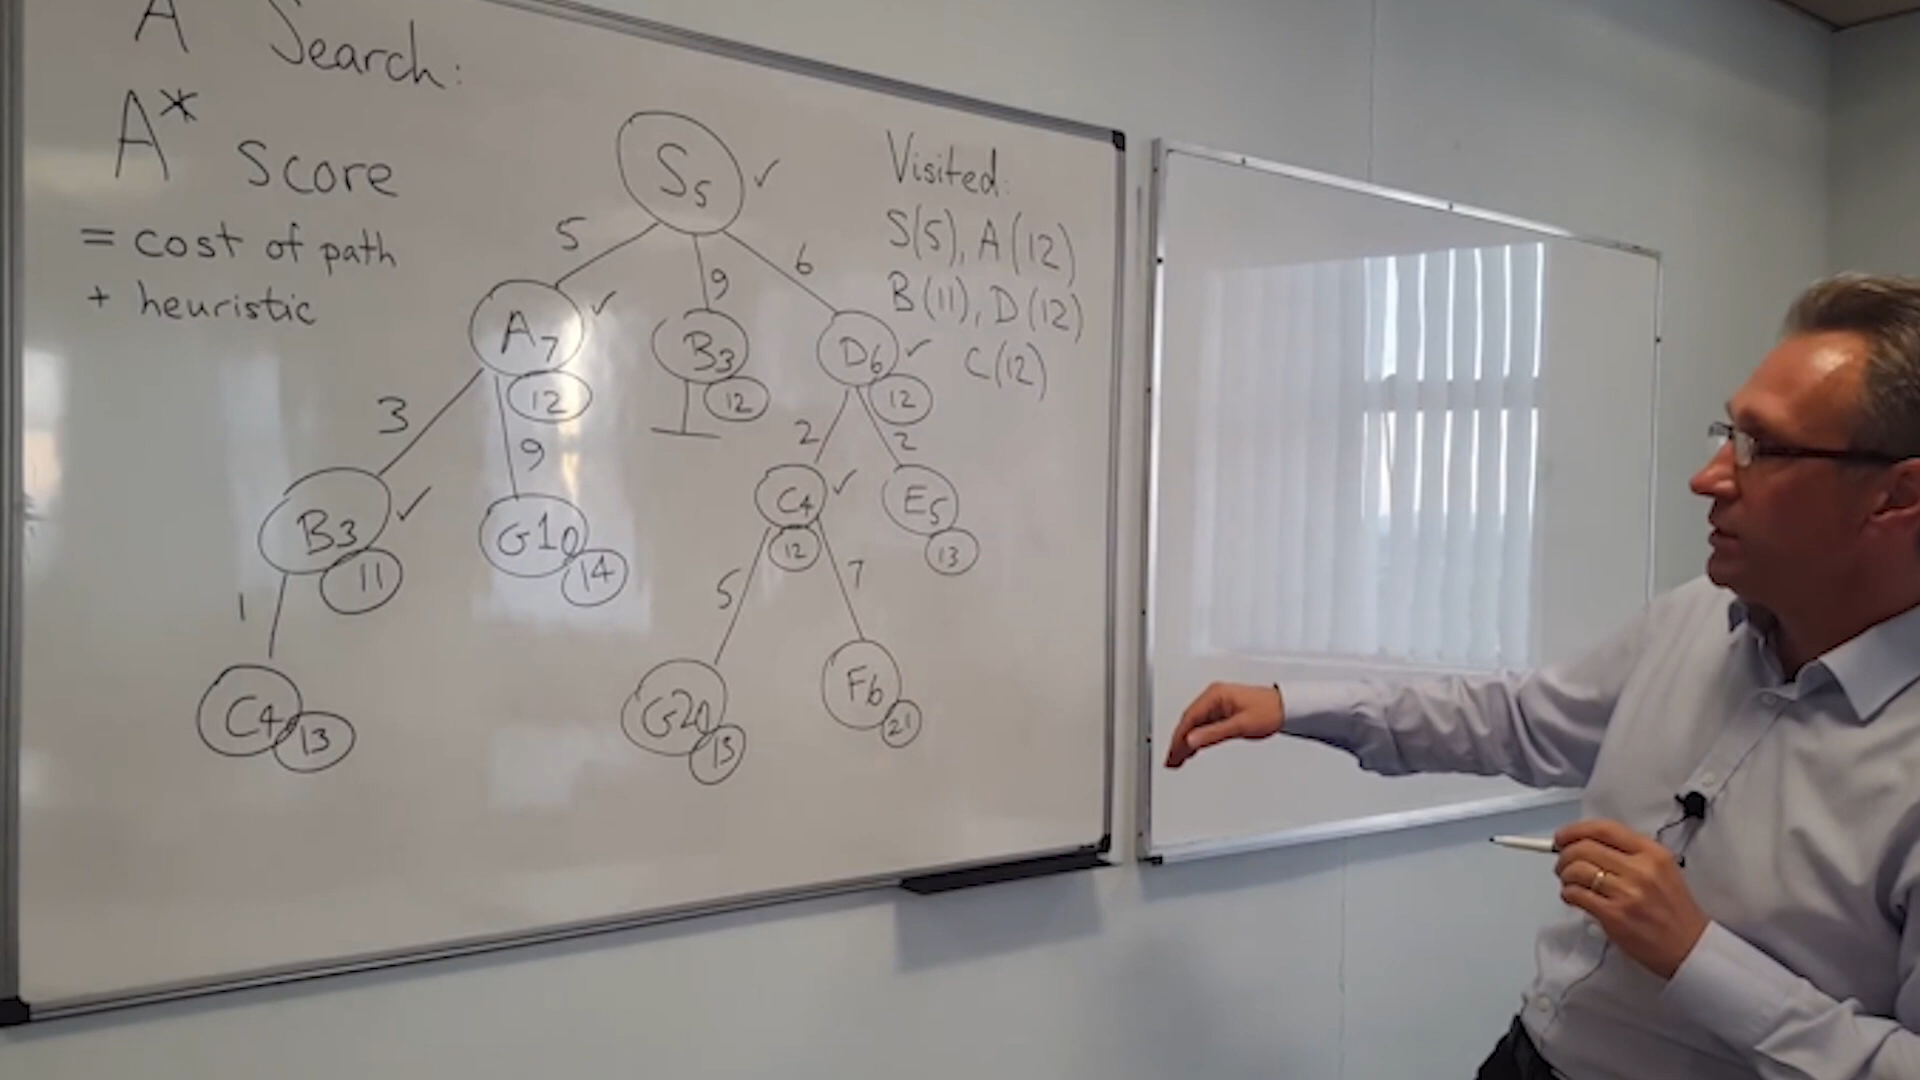 A Search:
A* score
= cost of path
+ heuristic
S5 ✓
5 9 6
A7 ✓ 12
B3 12
D6 ✓ 12
3 9 2 2
B3 ✓ 11
G10 14
C4 ✓ 12
E5 13
1 5 7
C4 13
G20 13
F6 21
Visited:
S(5), A(12)
B(11), D(12)
C(12)